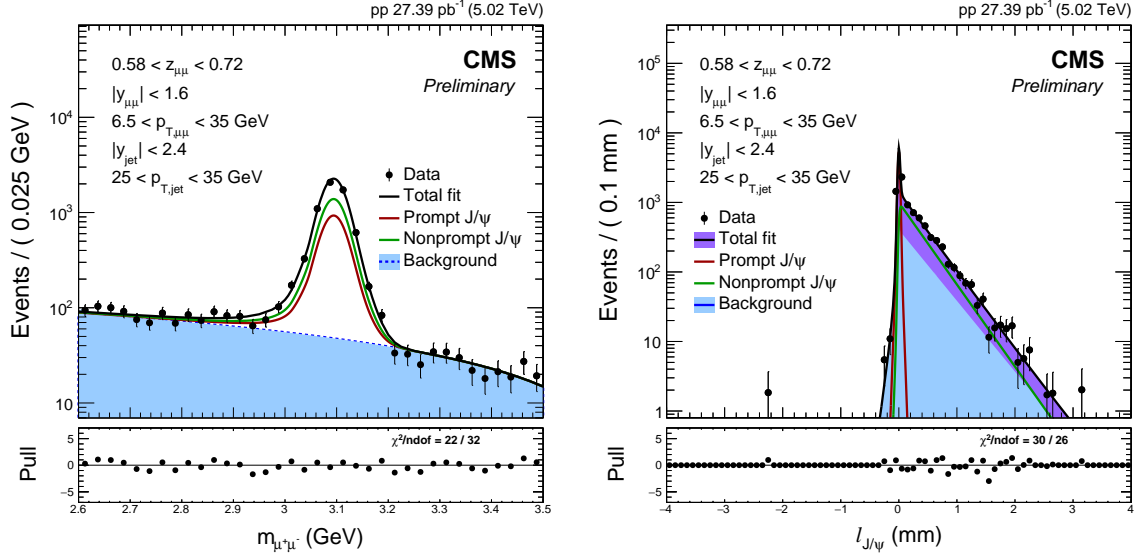 pp 27.39 pb⁻¹ (5.02 TeV)
CMS
Preliminary
0.58 < z_μμ < 0.72
|y_μμ| < 1.6
6.5 < p_T,μμ < 35 GeV
|y_jet| < 2.4
25 < p_T,jet < 35 GeV
Data
Total fit
Prompt J/ψ
Nonprompt J/ψ
Background
Events / ( 0.025 GeV )
10⁴
10³
10²
10
χ²/ndof = 22 / 32
Pull
5
0
−5
2.6 2.7 2.8 2.9 3 3.1 3.2 3.3 3.4 3.5
m_μ⁺μ⁻ (GeV)
pp 27.39 pb⁻¹ (5.02 TeV)
CMS
Preliminary
0.58 < z_μμ < 0.72
|y_μμ| < 1.6
6.5 < p_T,μμ < 35 GeV
|y_jet| < 2.4
25 < p_T,jet < 35 GeV
Data
Total fit
Prompt J/ψ
Nonprompt J/ψ
Background
Events / ( 0.1 mm )
10⁵
10⁴
10³
10²
10
1
χ²/ndof = 30 / 26
Pull
5
0
−5
−4 −3 −2 −1 0 1 2 3 4
l_J/ψ (mm)